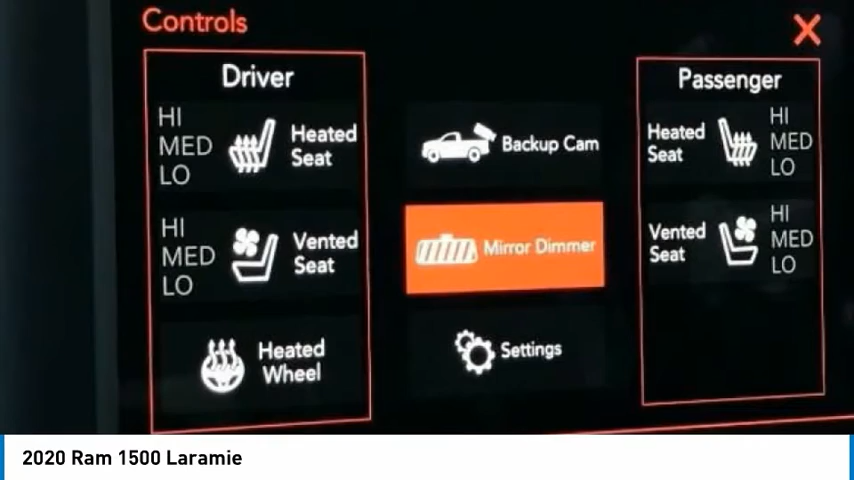 Controls
X
Driver
HI
MED
LO
Heated
Seat
HI
MED
LO
Vented
Seat
Heated
Wheel
Backup Cam
Mirror Dimmer
Settings
Passenger
Heated
Seat
HI
MED
LO
Vented
Seat
HI
MED
LO
2020 Ram 1500 Laramie